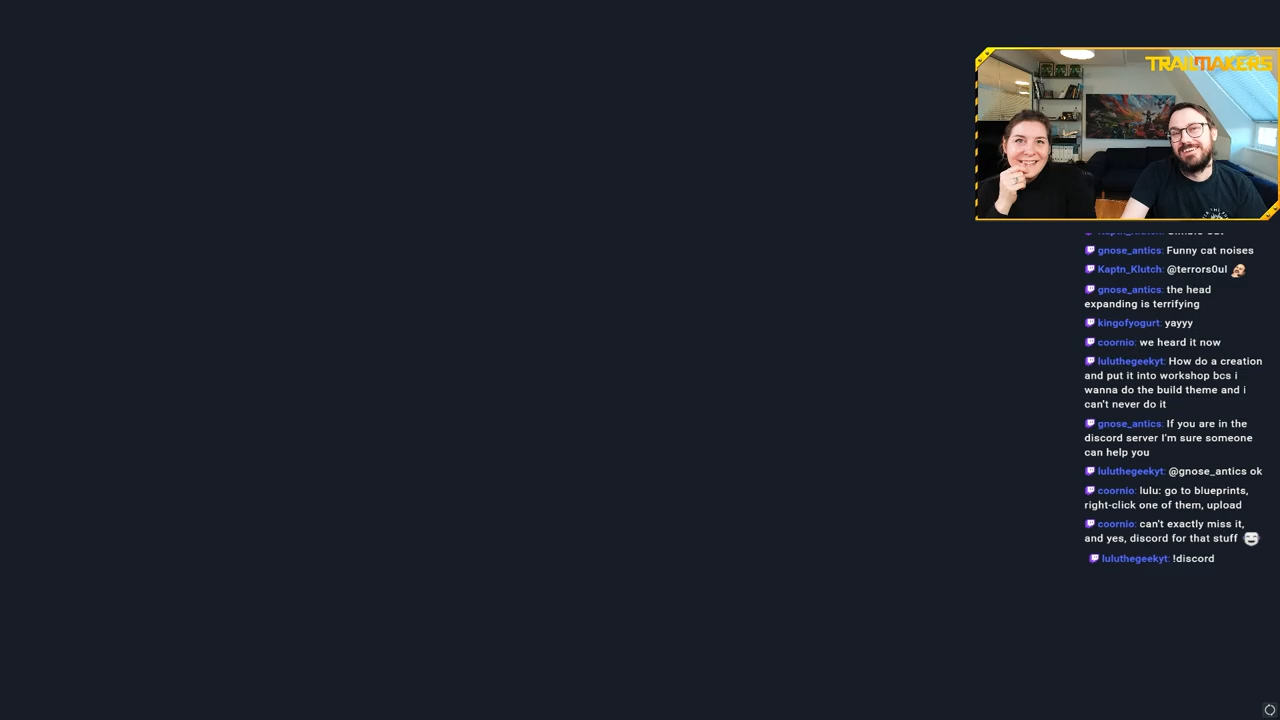 TRAILMAKERS
gnose_antics: Funny cat noises
Kaptn_Klutch: @terrors0ul
gnose_antics: the head
expanding is terrifying
kingofyogurt: yayyy
coornio: we heard it now
luluthegeekyt: How do a creation
and put it into workshop bcs i
wanna do the build theme and i
can't never do it
gnose_antics: If you are in the
discord server I'm sure someone
can help you
luluthegeekyt: @gnose_antics ok
coornio: lulu: go to blueprints,
right-click one of them, upload
coornio: can't exactly miss it,
and yes, discord for that stuff
luluthegeekyt: !discord